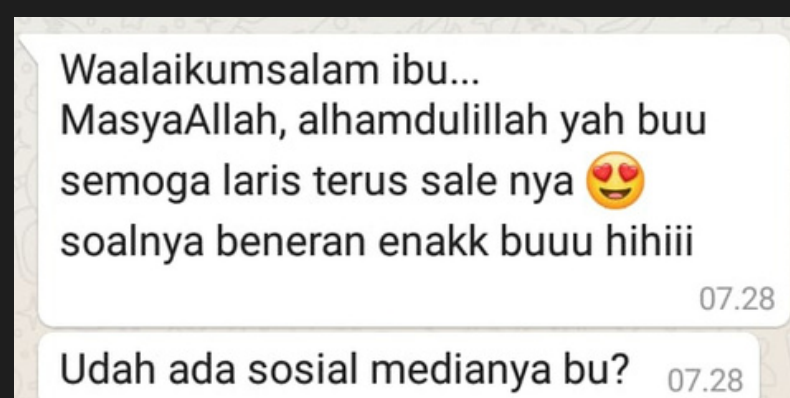 Waalaikumsalam ibu...
MasyaAllah, alhamdulillah yah buu
semoga laris terus sale nya 😍
soalnya beneran enakk buuu hihiii
07.28
Udah ada sosial medianya bu? 07.28